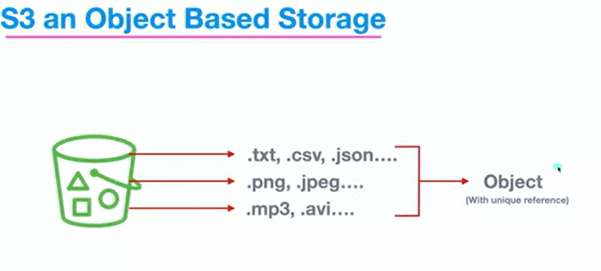 S3 an Object Based Storage
.txt, .csv, .json....
.png, .jpeg....
.mp3, .avi....
Object
(With unique reference)